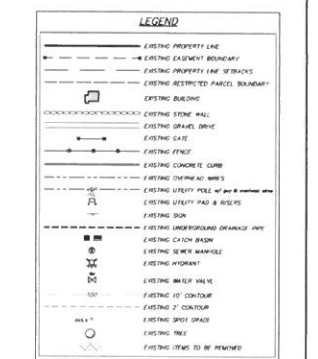 LEGEND
EXISTING PROPERTY LINE
EXISTING EASEMENT BOUNDARY
EXISTING PROPERTY LINE SETBACKS
EXISTING RESTRICTED PARCEL BOUNDARY
EXISTING BUILDING
EXISTING STONE WALL
EXISTING GRAVEL DRIVE
EXISTING GATE
EXISTING FENCE
EXISTING CONCRETE CURB
EXISTING OVERHEAD WIRES
EXISTING UTILITY POLE w/ guy & overhead wires
EXISTING UTILITY PAD & RISERS
EXISTING SIGN
EXISTING UNDERGROUND DRAINAGE PIPE
EXISTING CATCH BASIN
EXISTING SEWER MANHOLE
EXISTING HYDRANT
EXISTING WATER VALVE
100 EXISTING 10' CONTOUR
EXISTING 2' CONTOUR
EXISTING SPOT GRADE
EXISTING TREE
EXISTING ITEMS TO BE REMOVED